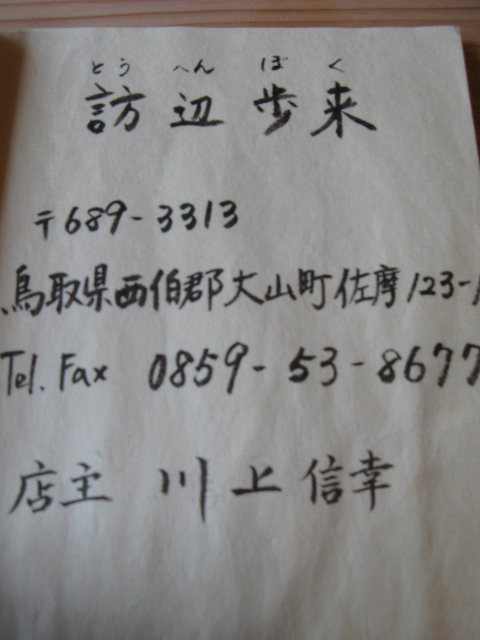 とうへんぼく
訪辺歩来
〒689-3313
鳥取県西伯郡大山町佐摩123-1
Tel. Fax 0859-53-8677
店主 川上信幸